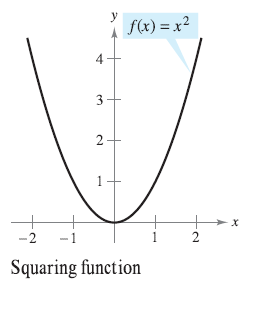 y
f(x) = x²
4
3
2
1
x
−2 −1 1 2
Squaring function